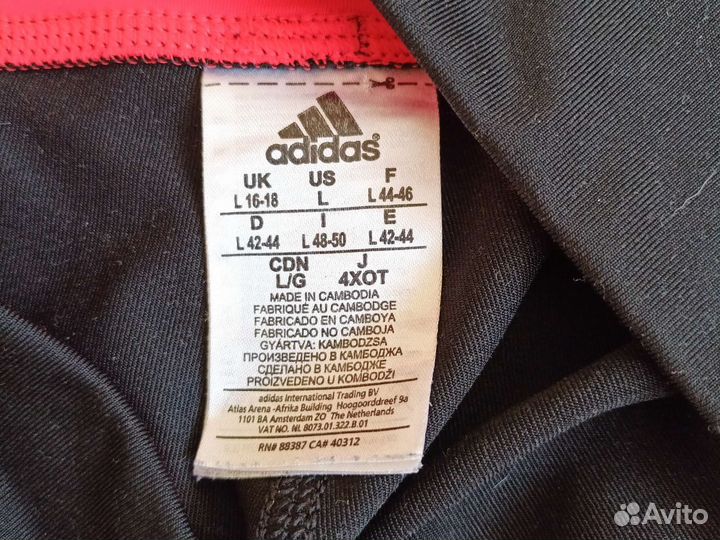 adidas®
UK US F
L 16-18 L L 44-46
D I E
L 42-44 L 48-50 L 42-44
CDN J
L/G 4XOT
MADE IN CAMBODIA
FABRIQUÉ AU CAMBODGE
FABRICADO EN CAMBOYA
FABRICADO NO CAMBOJA
GYÁRTVA: KAMBODZSA
ПРОИЗВЕДЕНО В КАМБОДЖА
СДЕЛАНО В КАМБОДЖЕ
PROIZVEDENO U KOMBODŽI
adidas International Trading BV
Atlas Arena -Afrika Building Hoogoorddreef 9a
1101 BA Amsterdam ZO The Netherlands
VAT NO. NL 8073.01.322.B.01
RN# 88387 CA# 40312
Avito